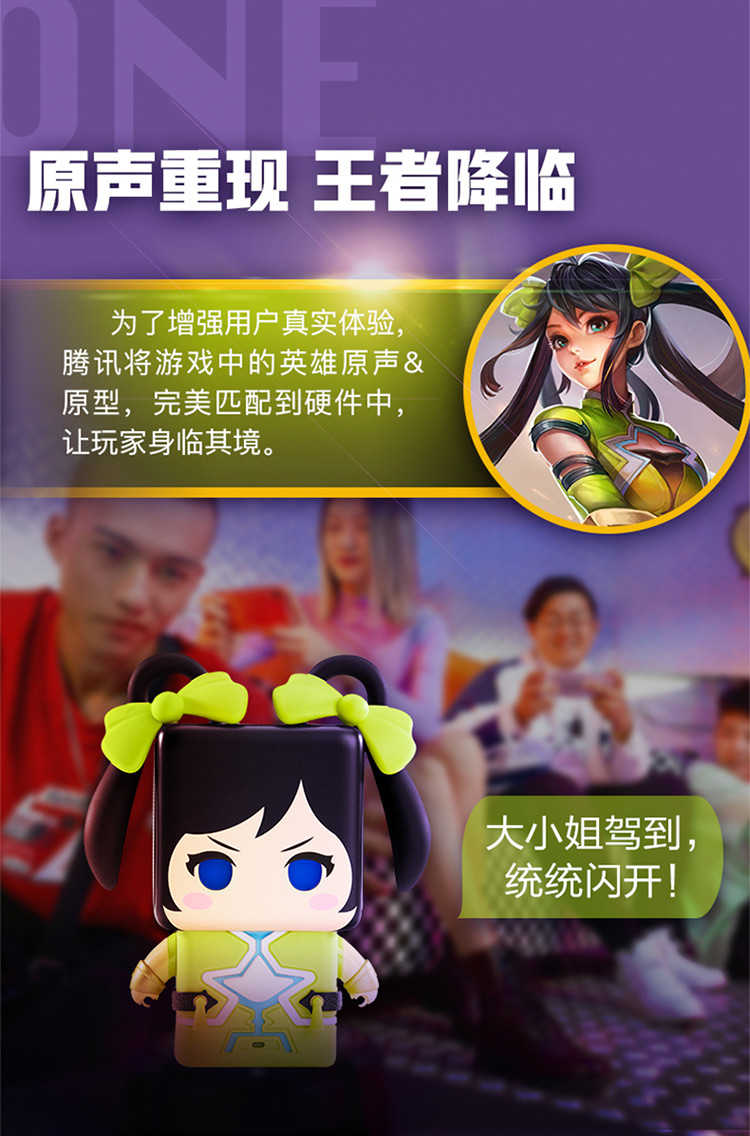 ONE
原声重现 王者降临
为了增强用户真实体验,
腾讯将游戏中的英雄原声&
原型，完美匹配到硬件中,
让玩家身临其境。
大小姐驾到，
统统闪开!